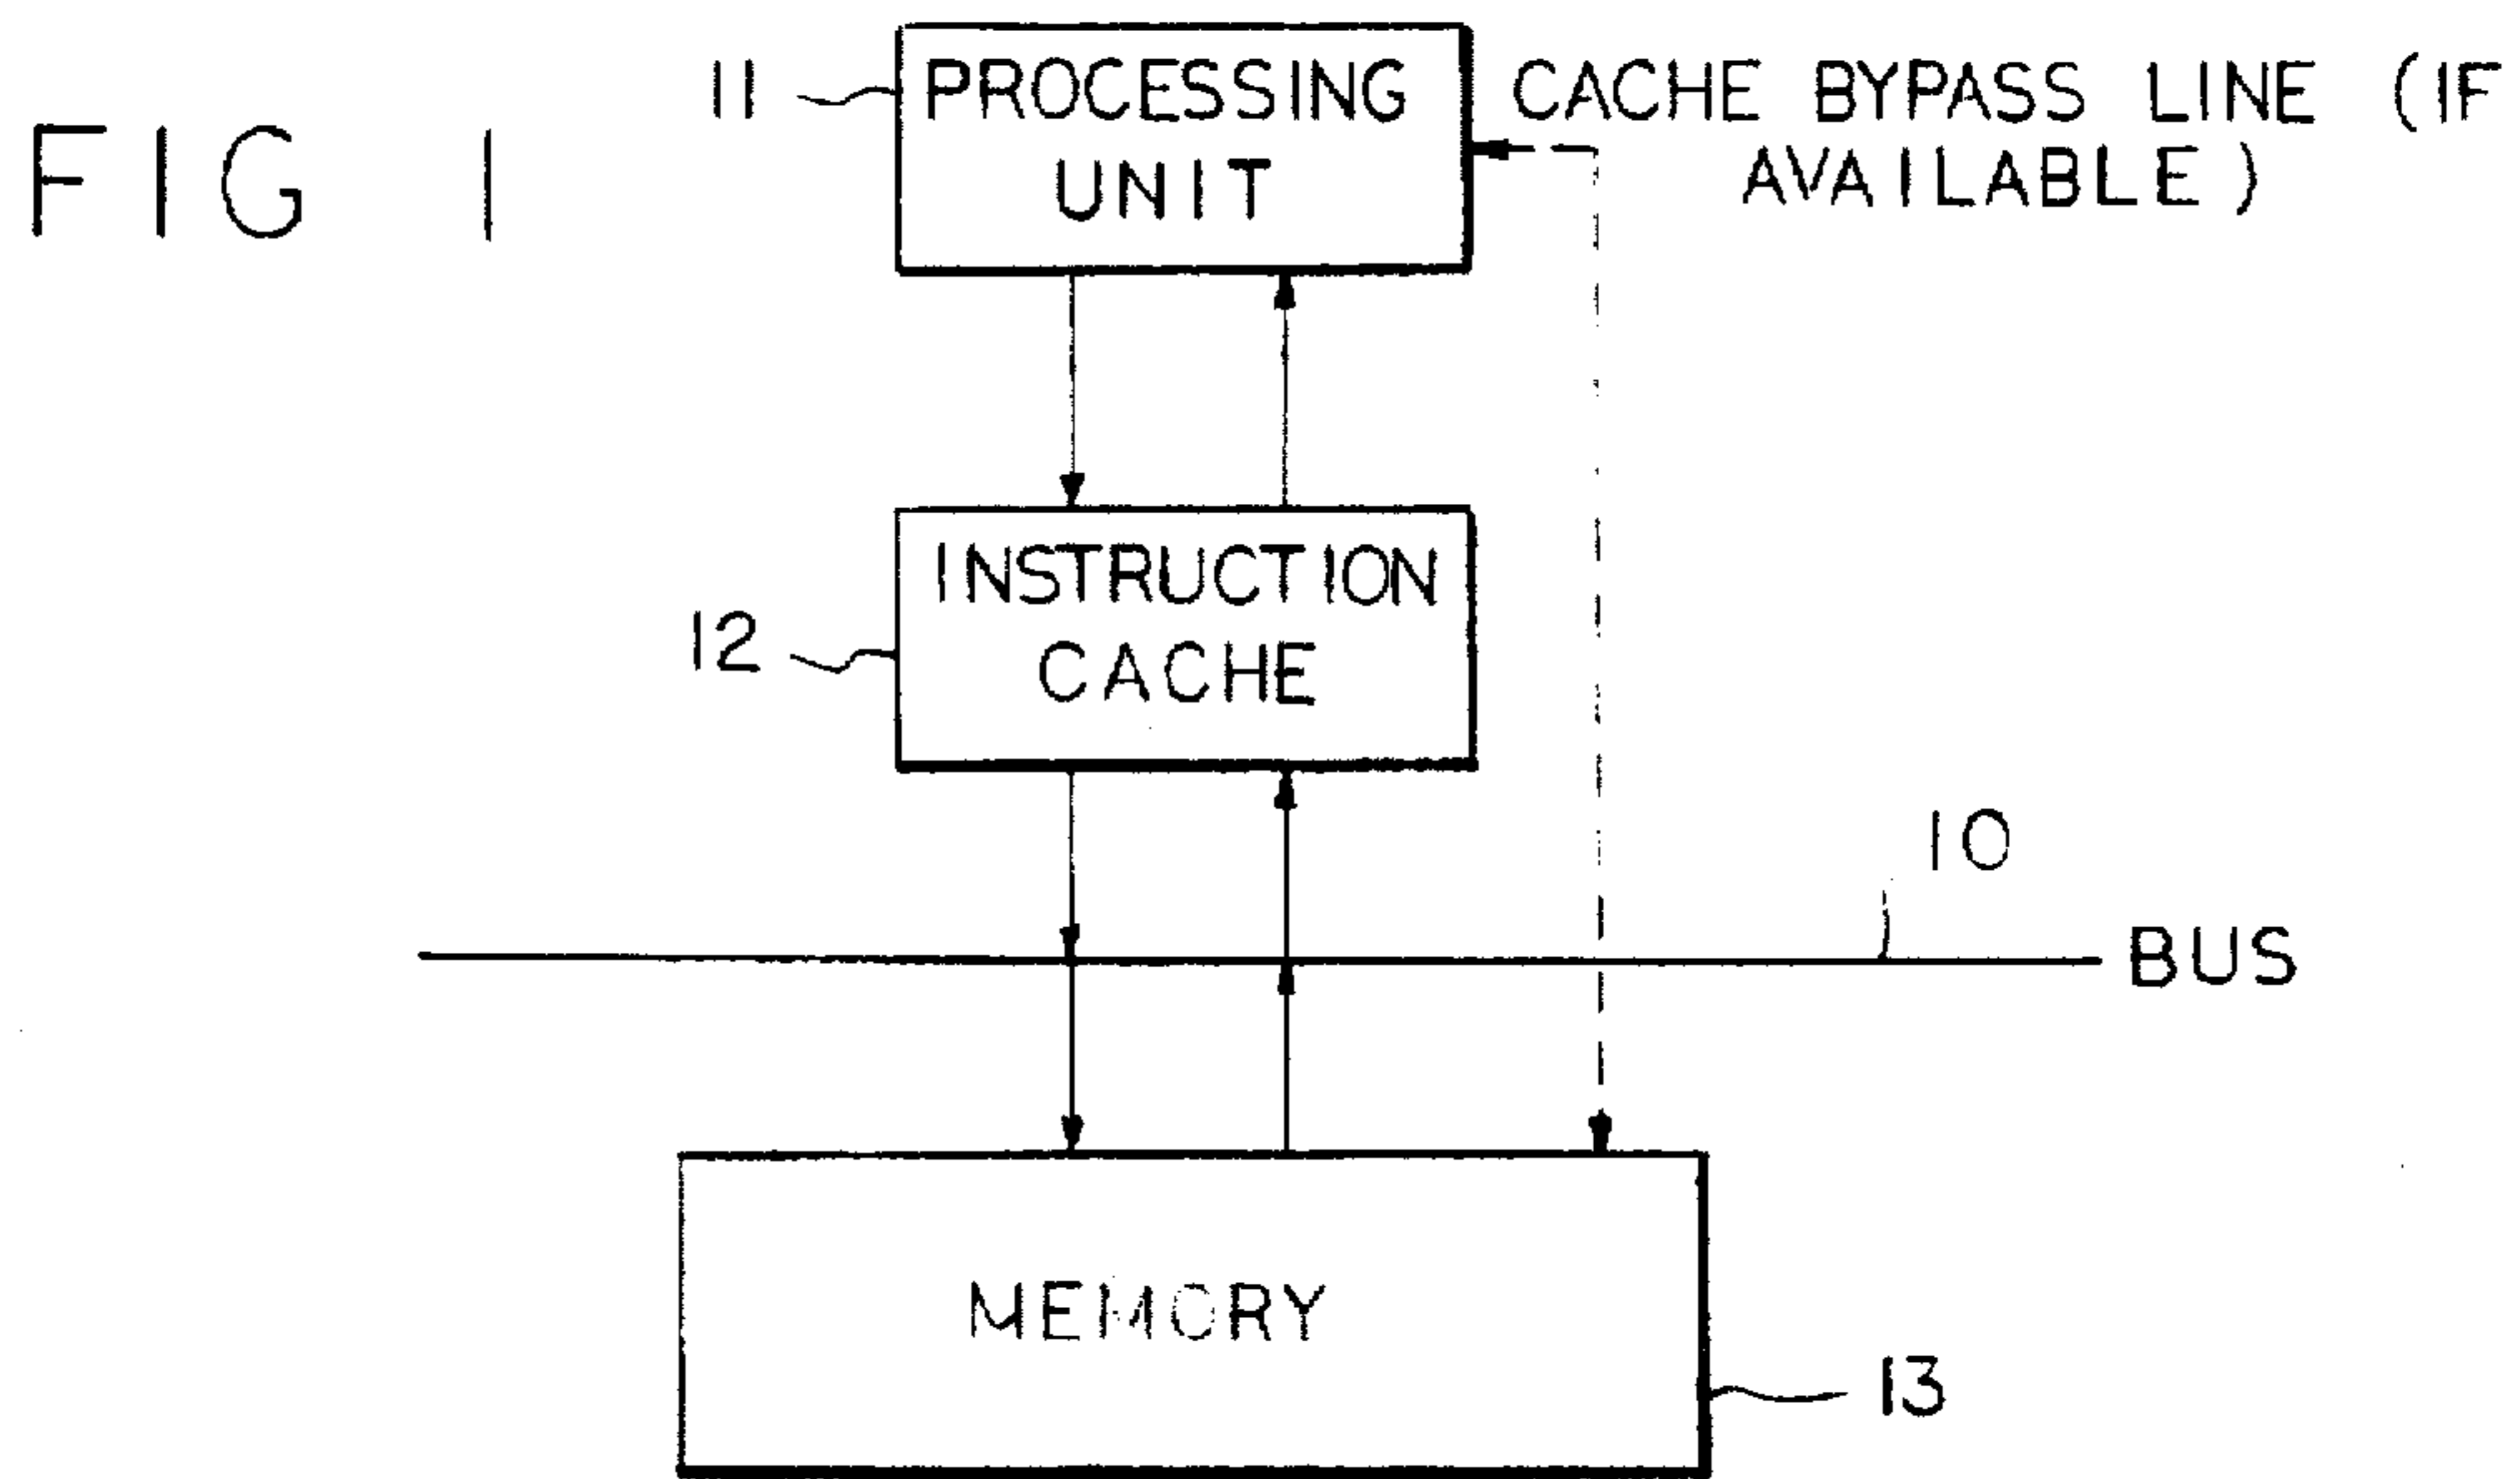 FIG 1
11
PROCESSING
UNIT
CACHE BYPASS LINE (IF
AVAILABLE)
INSTRUCTION
CACHE
12
10
BUS
MEMORY
13